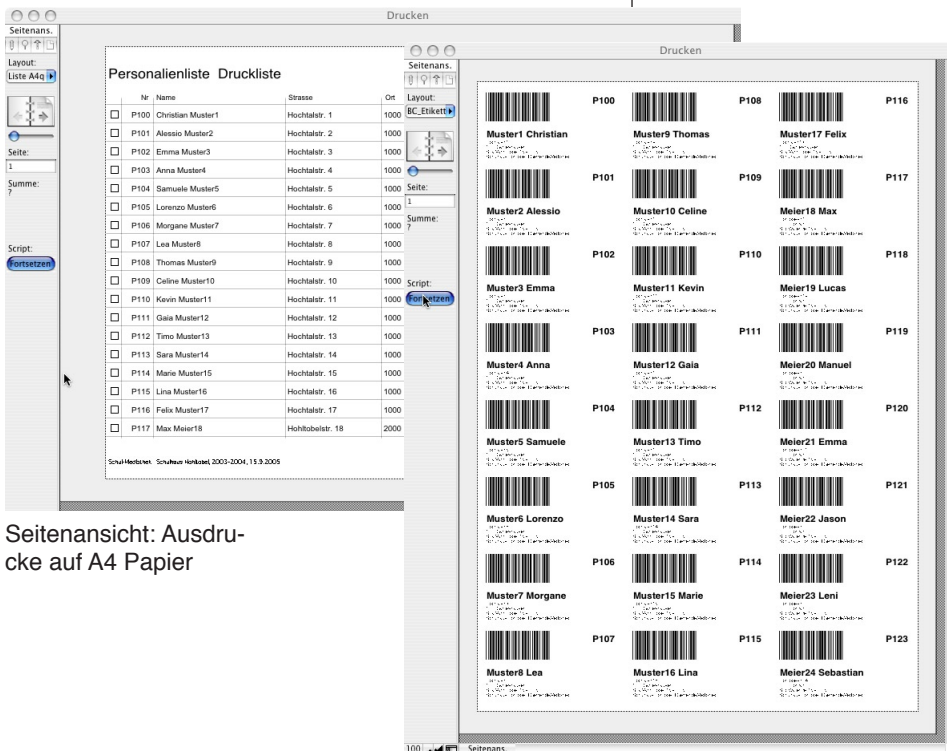 Drucken
Seitenans.
Layout:
Liste A4q
Seite:
1
Summe:
?
Script:
Fortsetzen
Personalienliste Druckliste
Nr Name Strasse Ort
P100 Christian Muster1 Hochtalstr. 1 1000
P101 Alessio Muster2 Hochtalstr. 2 1000
P102 Emma Muster3 Hochtalstr. 3 1000
P103 Anna Muster4 Hochtalstr. 4 1000
P104 Samuele Muster5 Hochtalstr. 5 1000
P105 Lorenzo Muster6 Hochtalstr. 6 1000
P106 Morgane Muster7 Hochtalstr. 7 1000
P107 Lea Muster8 Hochtalstr. 8 1000
P108 Thomas Muster9 Hochtalstr. 9 1000
P109 Celine Muster10 Hochtalstr. 10 1000
P110 Kevin Muster11 Hochtalstr. 11 1000
P111 Gaia Muster12 Hochtalstr. 12 1000
P112 Timo Muster13 Hochtalstr. 13 1000
P113 Sara Muster14 Hochtalstr. 14 1000
P114 Marie Muster15 Hochtalstr. 15 1000
P115 Lina Muster16 Hochtalstr. 16 1000
P116 Felix Muster17 Hochtalstr. 17 1000
P117 Max Meier18 Hohltobelstr. 18 2000
2003-2004, 15.9.2005
Seitenansicht: Ausdru-
cke auf A4 Papier
Drucken
Seitenans.
Layout:
BC_Etikett
Seite:
1
Summe:
?
Script:
Fortsetzen
P100 P108 P116
Muster1 Christian Muster9 Thomas Muster17 Felix
P101 P109 P117
Muster2 Alessio Muster10 Celine Meier18 Max
P102 P110 P118
Muster3 Emma Muster11 Kevin Meier19 Lucas
P103 P111 P119
Muster4 Anna Muster12 Gaia Meier20 Manuel
P104 P112 P120
Muster5 Samuele Muster13 Timo Meier21 Emma
P105 P113 P121
Muster6 Lorenzo Muster14 Sara Meier22 Jason
P106 P114 P122
Muster7 Morgane Muster15 Marie Meier23 Leni
P107 P115 P123
Muster8 Lea Muster16 Lina Meier24 Sebastian
100 Seitenans.